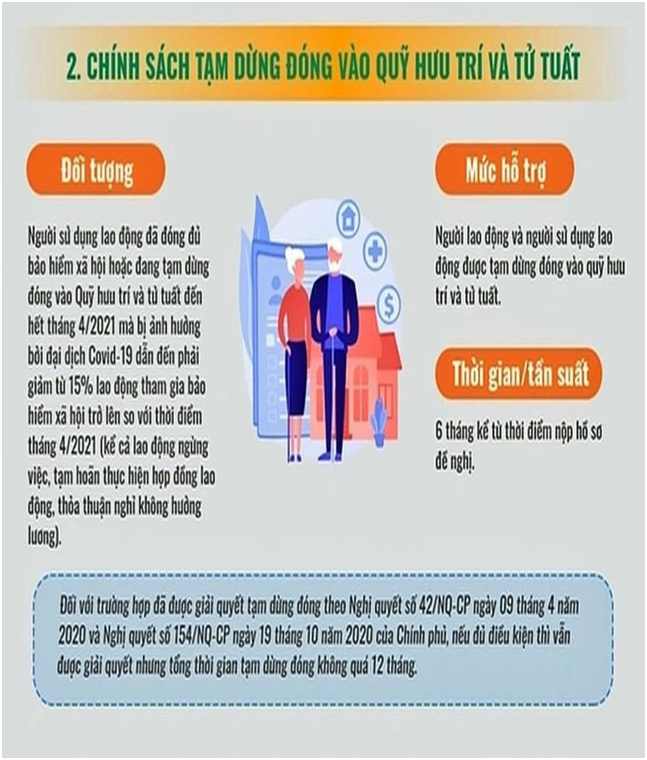 2. CHÍNH SÁCH TẠM DỪNG ĐÓNG VÀO QUỸ HƯU TRÍ VÀ TỬ TUẤT
Đối tượng
Người sử dụng lao động đã đóng đủ
bảo hiểm xã hội hoặc đang tạm dừng
đóng vào Quỹ hưu trí và tử tuất đến
hết tháng 4/2021 mà bị ảnh hưởng
bởi đại dịch Covid-19 dẫn đến phải
giảm từ 15% lao động tham gia bảo
hiểm xã hội trở lên so với thời điểm
tháng 4/2021 (kể cả lao động ngừng
việc, tạm hoãn thực hiện hợp đồng lao
động, thỏa thuận nghỉ không hưởng
lương).
Mức hỗ trợ
Người lao động và người sử dụng lao
động được tạm dừng đóng vào quỹ hưu
trí và tử tuất.
Thời gian/tần suất
6 tháng kể từ thời điểm nộp hồ sơ
đề nghị.
Đối với trường hợp đã được giải quyết tạm dừng đóng theo Nghị quyết số 42/NQ-CP ngày 09 tháng 4 năm
2020 và Nghị quyết số 154/NQ-CP ngày 19 tháng 10 năm 2020 của Chính phủ, nếu đủ điều kiện thì vẫn
được giải quyết nhưng tổng thời gian tạm dừng đóng không quá 12 tháng.